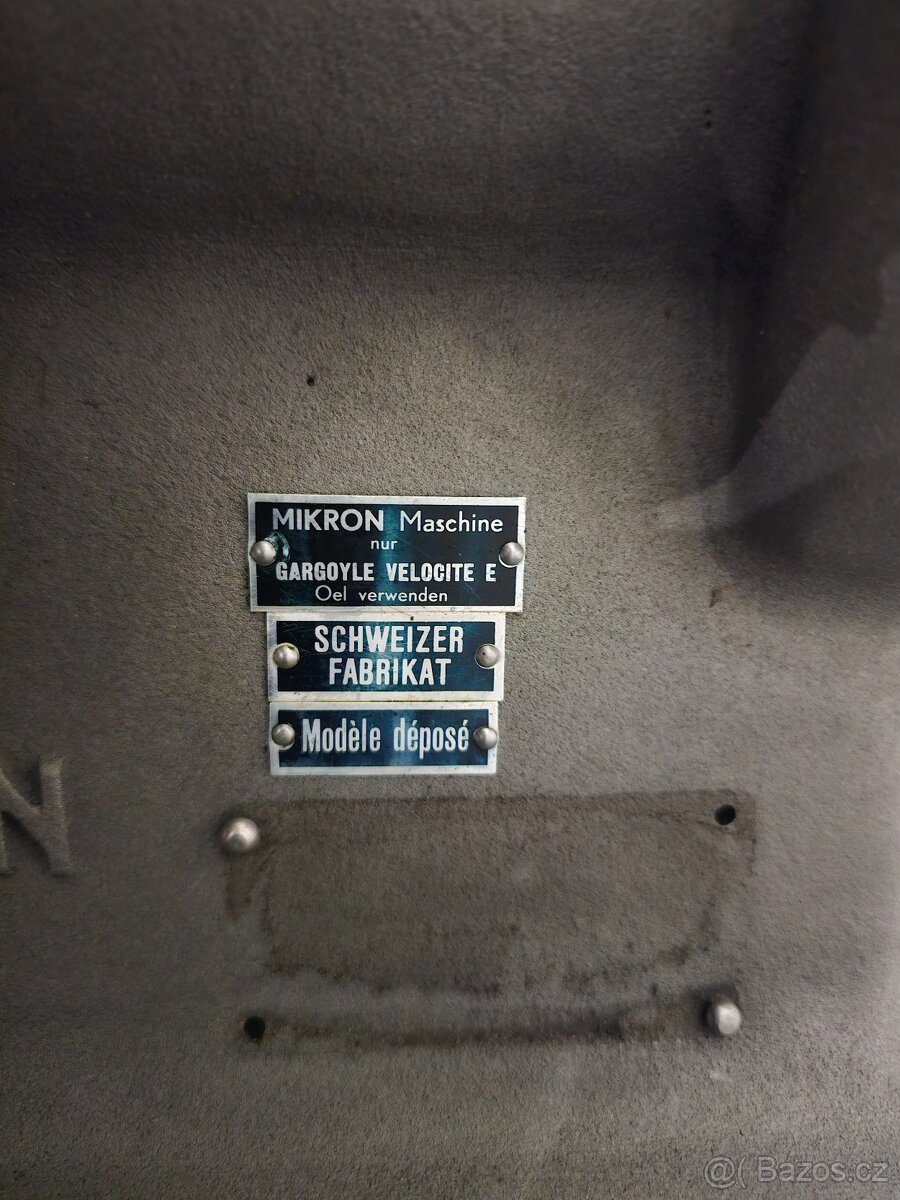 MIKRON Maschine
nur
GARGOYLE VELOCITE E
Oel verwenden
SCHWEIZER
FABRIKAT
Modèle déposé
N
@( Bazos.cz